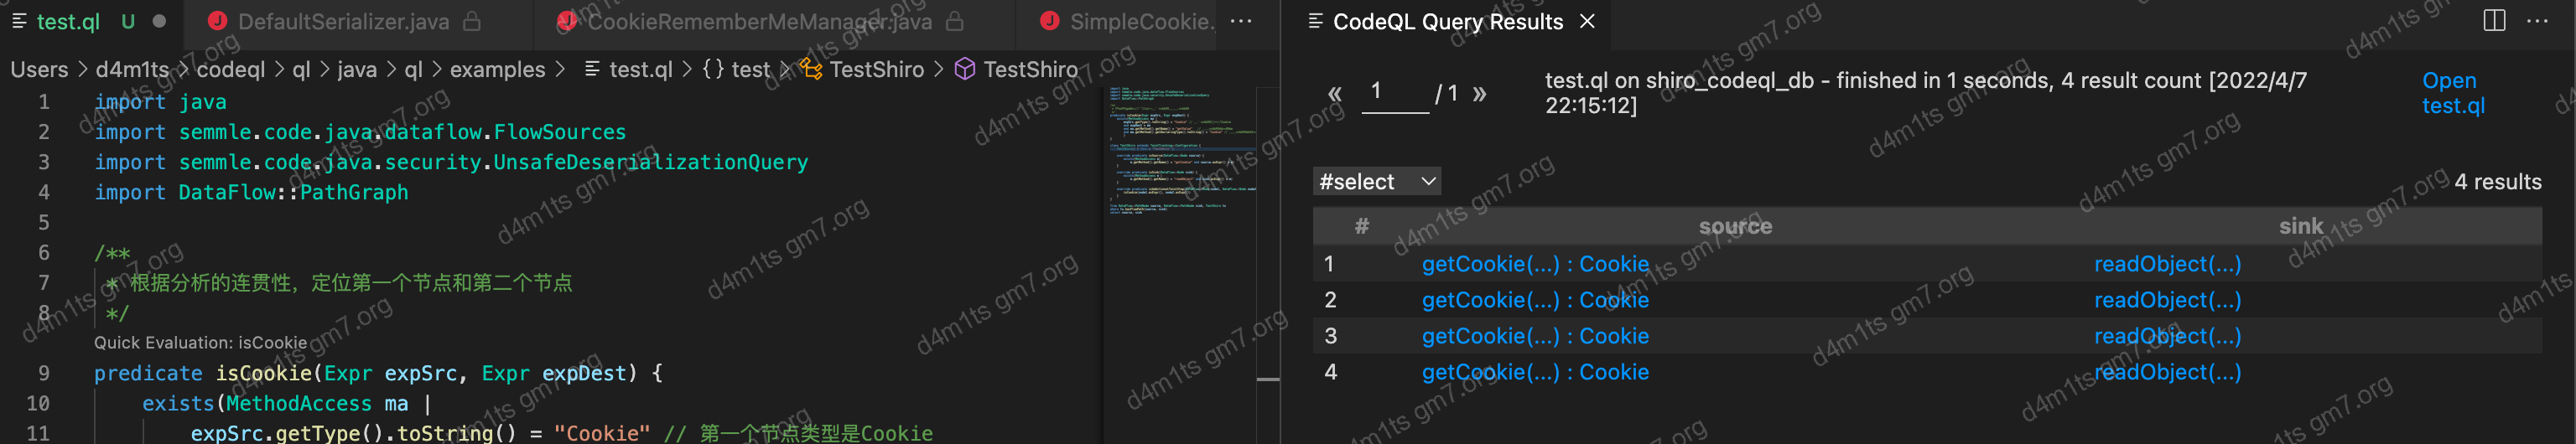 test.ql U
DefaultSerializer.java
CookieRememberMeManager.java
SimpleCookie.
Users > d4m1ts > codeql > ql > java > ql > examples > test.ql > {} test > TestShiro > TestShiro
1 import java
2 import semmle.code.java.dataflow.FlowSources
3 import semmle.code.java.security.UnsafeDeserializationQuery
4 import DataFlow::PathGraph
5
6 /**
7 * 根据分析的连贯性，定位第一个节点和第二个节点
8 */
Quick Evaluation: isCookie
9 predicate isCookie(Expr expSrc, Expr expDest) {
10 exists(MethodAccess ma |
11 expSrc.getType().toString() = "Cookie" // 第一个节点类型是Cookie
CodeQL Query Results
« 1 / 1 »
test.ql on shiro_codeql_db - finished in 1 seconds, 4 result count [2022/4/7
22:15:12]
Open
test.ql
#select
4 results
# source sink
1 getCookie(...) : Cookie readObject(...)
2 getCookie(...) : Cookie readObject(...)
3 getCookie(...) : Cookie readObject(...)
4 getCookie(...) : Cookie readObject(...)
d4m1ts gm7.org